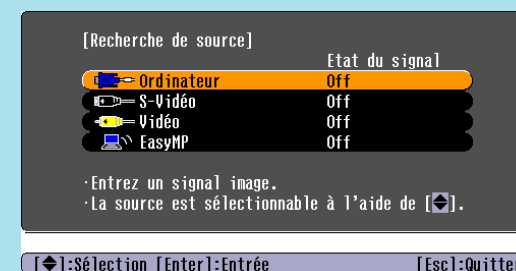 [Recherche de source]
Etat du signal
Ordinateur Off
S-Vidéo Off
Vidéo Off
EasyMP Off
·Entrez un signal image.
·La source est sélectionnable à l'aide de [◆].
[◆]:Sélection [Enter]:Entrée [Esc]:Quitter